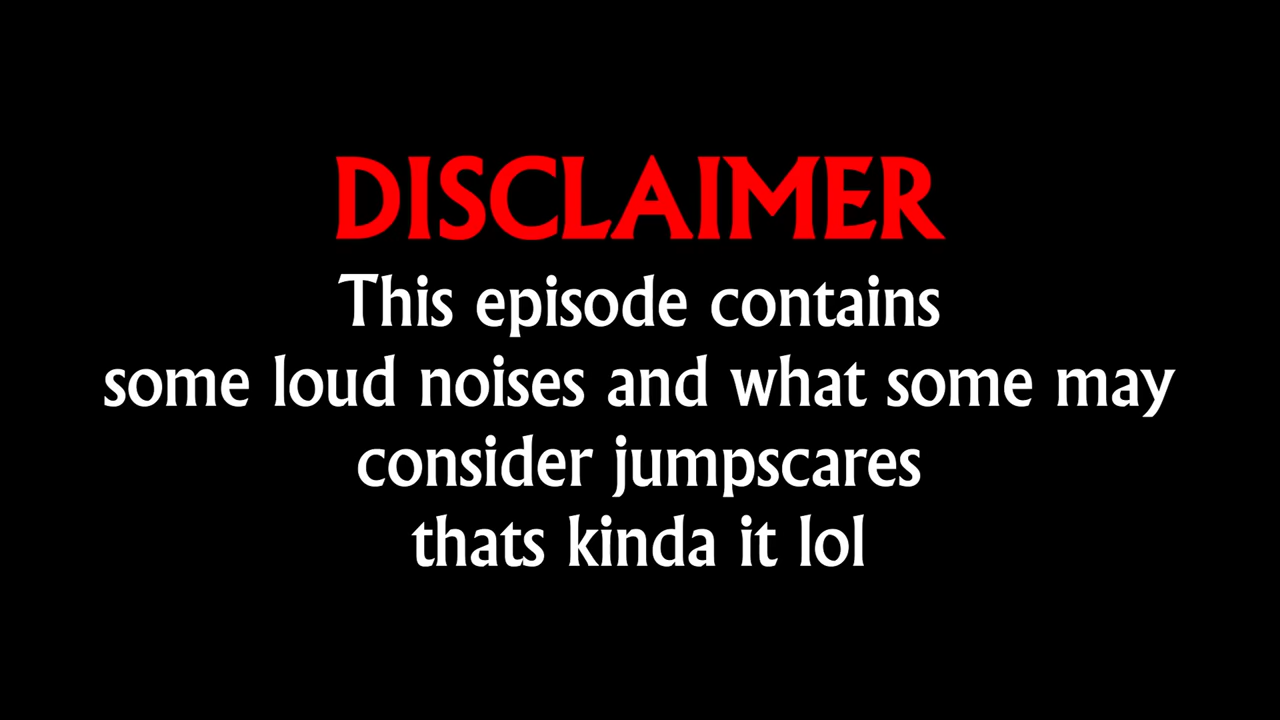 DISCLAIMER
This episode contains
some loud noises and what some may
consider jumpscares
thats kinda it lol